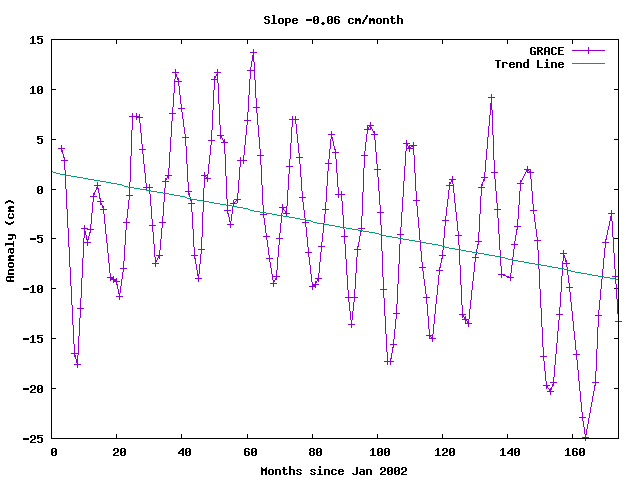 Slope -0.06 cm/month
GRACE
Trend Line
15
10
5
0
-5
-10
-15
-20
-25
Anomaly (cm)
0 20 40 60 80 100 120 140 160
Months since Jan 2002